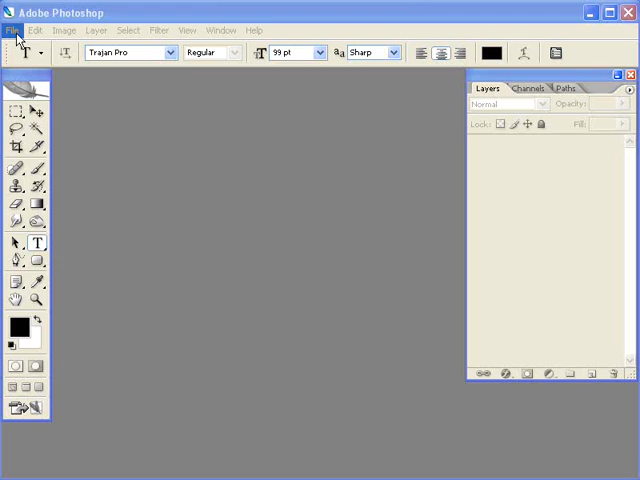 Adobe Photoshop
File Edit Image Layer Select Filter View Window Help
T T Trajan Pro Regular T 99 pt aa Sharp
Layers Channels Paths
Normal Opacity:
Lock: Fill:
T